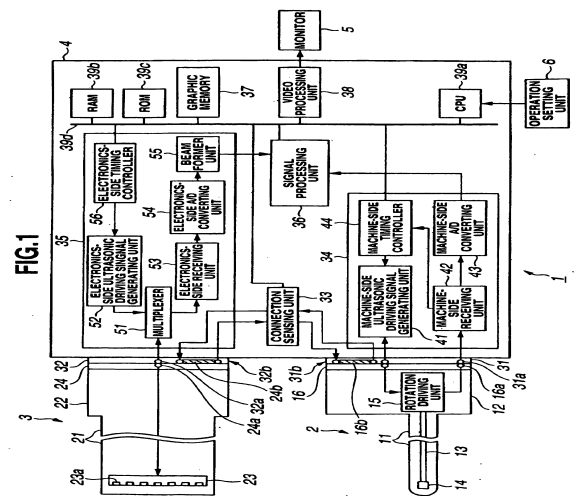 FIG.1
4
MONITOR
5
39b
RAM
39c
ROM
GRAPHIC
MEMORY
37
VIDEO
PROCESSING
UNIT
38
39a
CPU
OPERATION
SETTING
UNIT
6
39d
35
56
ELECTRONICS-
SIDE TIMING
CONTROLLER
55
BEAM
FORMER
UNIT
54
ELECTRONICS-
SIDE A/D
CONVERTING
UNIT
53
ELECTRONICS-
SIDE RECEIVING
UNIT
52
ELECTRONICS-
SIDE ULTRASONIC
DRIVING SIGNAL
GENERATING UNIT
51
MULTIPLEXER
SIGNAL
PROCESSING
UNIT
36
CONNECTION
SENSING UNIT
33
34
44
MACHINE-SIDE
TIMING
CONTROLLER
MACHINE-SIDE
A/D
CONVERTING
UNIT
43
MACHINE-SIDE
ULTRASONIC
DRIVING SIGNAL
GENERATING UNIT
41
42
MACHINE-
SIDE
RECEIVING
UNIT
1
32
24
22
3
21
32b
24b
32a
24a
23a
23
31b
16
16b
15
ROTATION
DRIVING
UNIT
31
31a
16a
12
2
11
13
14